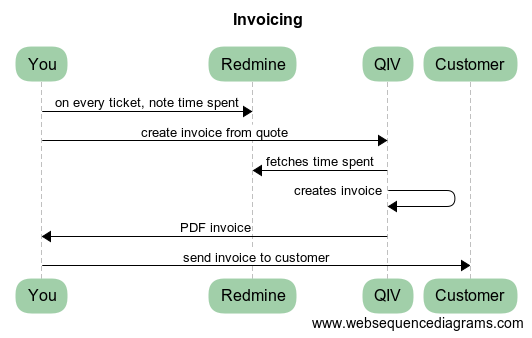 Invoicing
You Redmine QIV Customer
on every ticket, note time spent
create invoice from quote
fetches time spent
creates invoice
PDF invoice
send invoice to customer
You Redmine QIV Customer
www.websequencediagrams.com